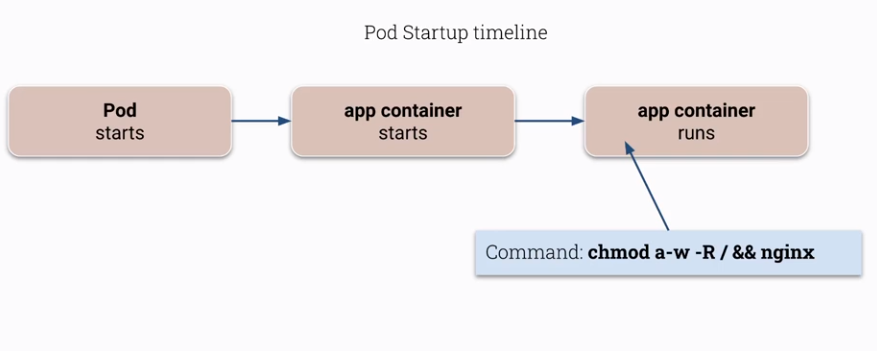 Pod Startup timeline
Pod
starts
app container
starts
app container
runs
Command: chmod a-w -R / && nginx